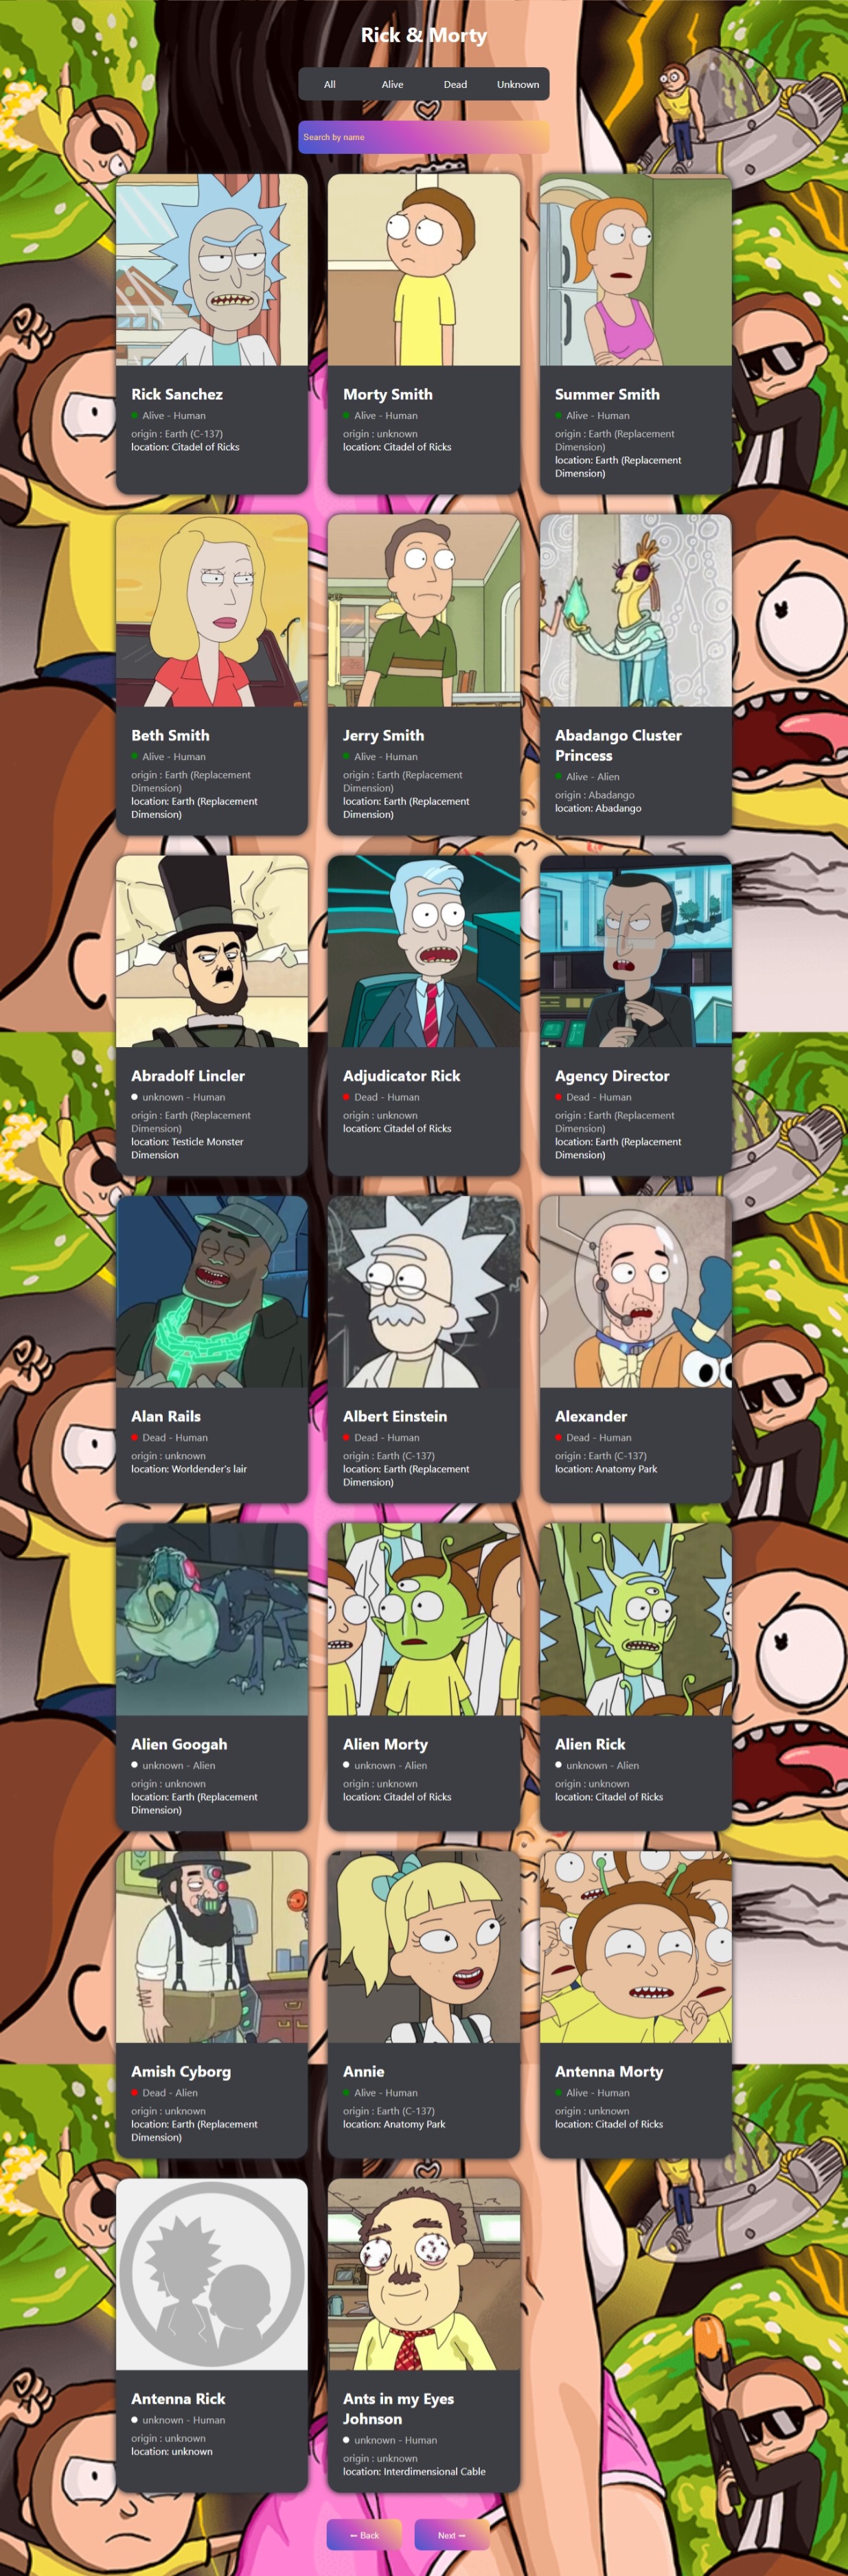 Rick & Morty
All Alive Dead Unknown
Search by name
Rick Sanchez
Alive - Human
origin : Earth (C-137)
location: Citadel of Ricks
Morty Smith
Alive - Human
origin : unknown
location: Citadel of Ricks
Summer Smith
Alive - Human
origin : Earth (Replacement
Dimension)
location: Earth (Replacement
Dimension)
Beth Smith
Alive - Human
origin : Earth (Replacement
Dimension)
location: Earth (Replacement
Dimension)
Jerry Smith
Alive - Human
origin : Earth (Replacement
Dimension)
location: Earth (Replacement
Dimension)
Abadango Cluster
Princess
Alive - Alien
origin : Abadango
location: Abadango
Abradolf Lincler
unknown - Human
origin : Earth (Replacement
Dimension)
location: Testicle Monster
Dimension
Adjudicator Rick
Dead - Human
origin : unknown
location: Citadel of Ricks
Agency Director
Dead - Human
origin : Earth (Replacement
Dimension)
location: Earth (Replacement
Dimension)
Alan Rails
Dead - Human
origin : unknown
location: Worldender's lair
Albert Einstein
Dead - Human
origin : Earth (C-137)
location: Earth (Replacement
Dimension)
Alexander
Dead - Human
origin : Earth (C-137)
location: Anatomy Park
Alien Googah
unknown - Alien
origin : unknown
location: Earth (Replacement
Dimension)
Alien Morty
unknown - Alien
origin : unknown
location: Citadel of Ricks
Alien Rick
unknown - Alien
origin : unknown
location: Citadel of Ricks
Amish Cyborg
Dead - Alien
origin : unknown
location: Earth (Replacement
Dimension)
Annie
Alive - Human
origin : Earth (C-137)
location: Anatomy Park
Antenna Morty
Alive - Human
origin : unknown
location: Citadel of Ricks
Antenna Rick
unknown - Human
origin : unknown
location: unknown
Ants in my Eyes
Johnson
unknown - Human
origin : unknown
location: Interdimensional Cable
← Back
Next →